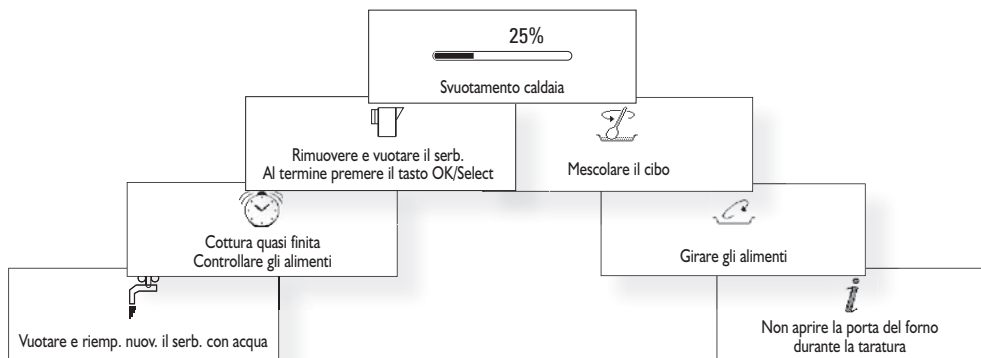 25%
Svuotamento caldaia
Rimuovere e vuotare il serb.
Al termine premere il tasto OK/Select
Mescolare il cibo
Cottura quasi finita
Controllare gli alimenti
Girare gli alimenti
Vuotare e riemp. nuov. il serb. con acqua
Non aprire la porta del forno
durante la taratura